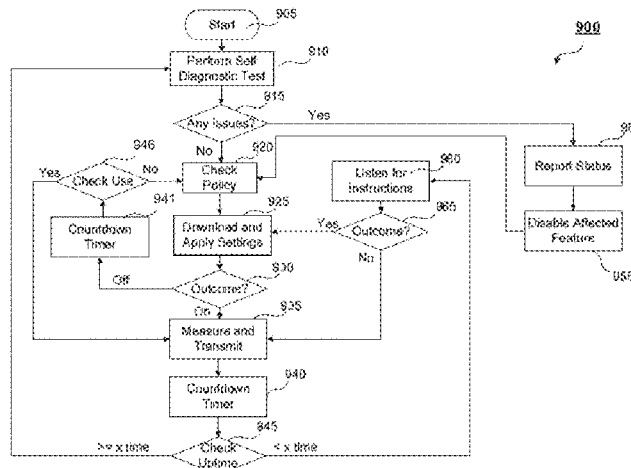 Start
905
900
Perform Self
Diagnostic Test
910
915
Any Issues?
Yes
No
946
Check Use
Yes
No
920
Check
Policy
960
Listen for
Instructions
Report Status
941
Countdown
Timer
925
Download and
Apply Settings
Yes
965
Outcome?
No
Disable Affected
Feature
955
Off
930
Outcome?
On
935
Measure and
Transmit
940
Countdown
Timer
945
Check
Uptime
>= x time
< x time